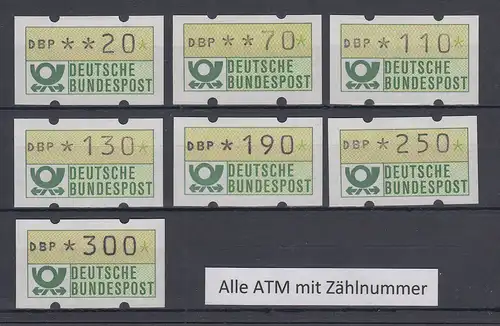 DBP **20*
DEUTSCHE
BUNDESPOST
DBP **70*
DEUTSCHE
BUNDESPOST
DBP *110*
DEUTSCHE
BUNDESPOST
DBP *130*
DEUTSCHE
BUNDESPOST
DBP *190*
DEUTSCHE
BUNDESPOST
DBP *250*
DEUTSCHE
BUNDESPOST
DBP *300*
DEUTSCHE
BUNDESPOST
Alle ATM mit Zählnummer